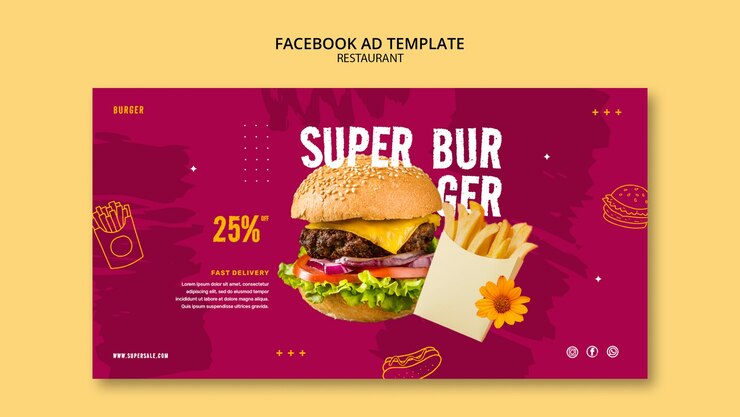 FACEBOOK AD TEMPLATE
RESTAURANT
BURGER
SUPER BUR
GER
25% OFF
FAST DELIVERY
Lorem ipsum dolor sit amet, consectetur
adipiscing elit, sed do eiusmod tempor
incididunt ut labore et dolore magna aliqua.
Quis ipsum suspendisse ultrices gravida.
WWW.SUPERSALE.COM